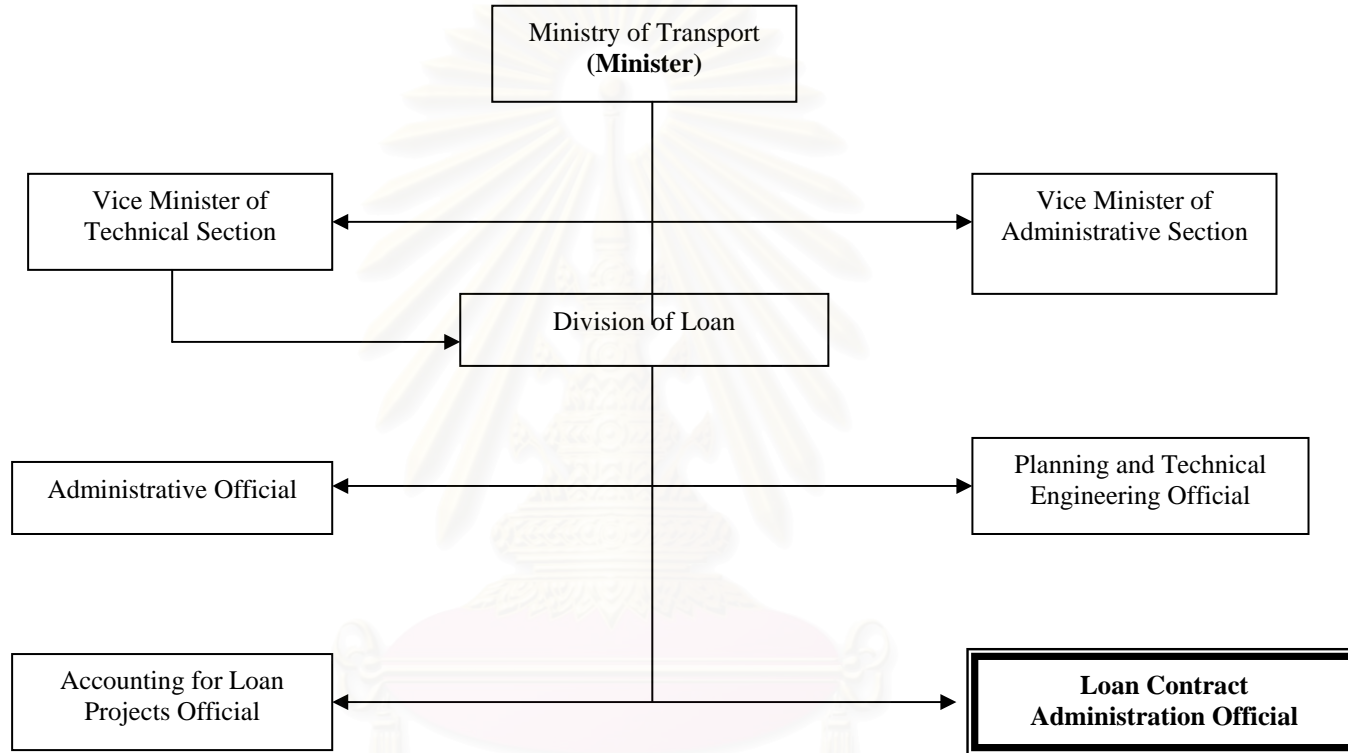 Ministry of Transport
(Minister)
Vice Minister of
Technical Section
Vice Minister of
Administrative Section
Division of Loan
Administrative Official
Planning and Technical
Engineering Official
Accounting for Loan
Projects Official
Loan Contract
Administration Official